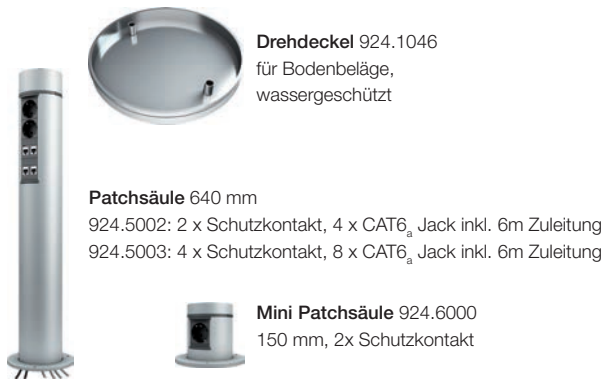 Drehdeckel 924.1046
für Bodenbeläge,
wassergeschützt
Patchsäule 640 mm
924.5002: 2 x Schutzkontakt, 4 x CAT6ₐ Jack inkl. 6m Zuleitung
924.5003: 4 x Schutzkontakt, 8 x CAT6ₐ Jack inkl. 6m Zuleitung
Mini Patchsäule 924.6000
150 mm, 2x Schutzkontakt